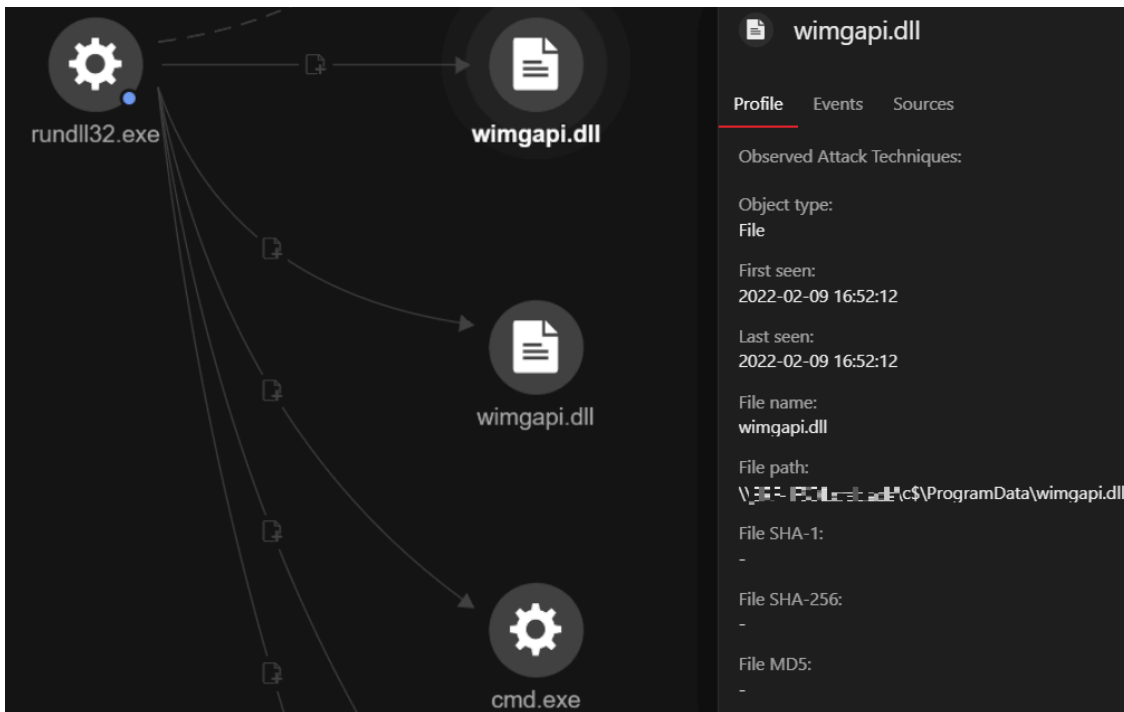 rundll32.exe
wimgapi.dll
wimgapi.dll
cmd.exe
wimgapi.dll
Profile Events Sources
Observed Attack Techniques:
Object type:
File
First seen:
2022-02-09 16:52:12
Last seen:
2022-02-09 16:52:12
File name:
wimgapi.dll
File path:
\\ \c$\ProgramData\wimgapi.dll
File SHA-1:
-
File SHA-256:
-
File MD5:
-